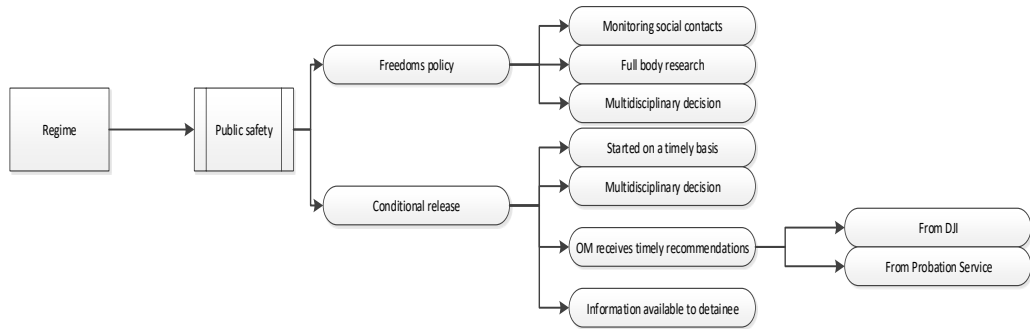 Monitoring social contacts
Freedoms policy
Full body research
Multidisciplinary decision
Regime
Public safety
Started on a timely basis
Multidisciplinary decision
Conditional release
From DJI
OM receives timely recommendations
From Probation Service
Information available to detainee